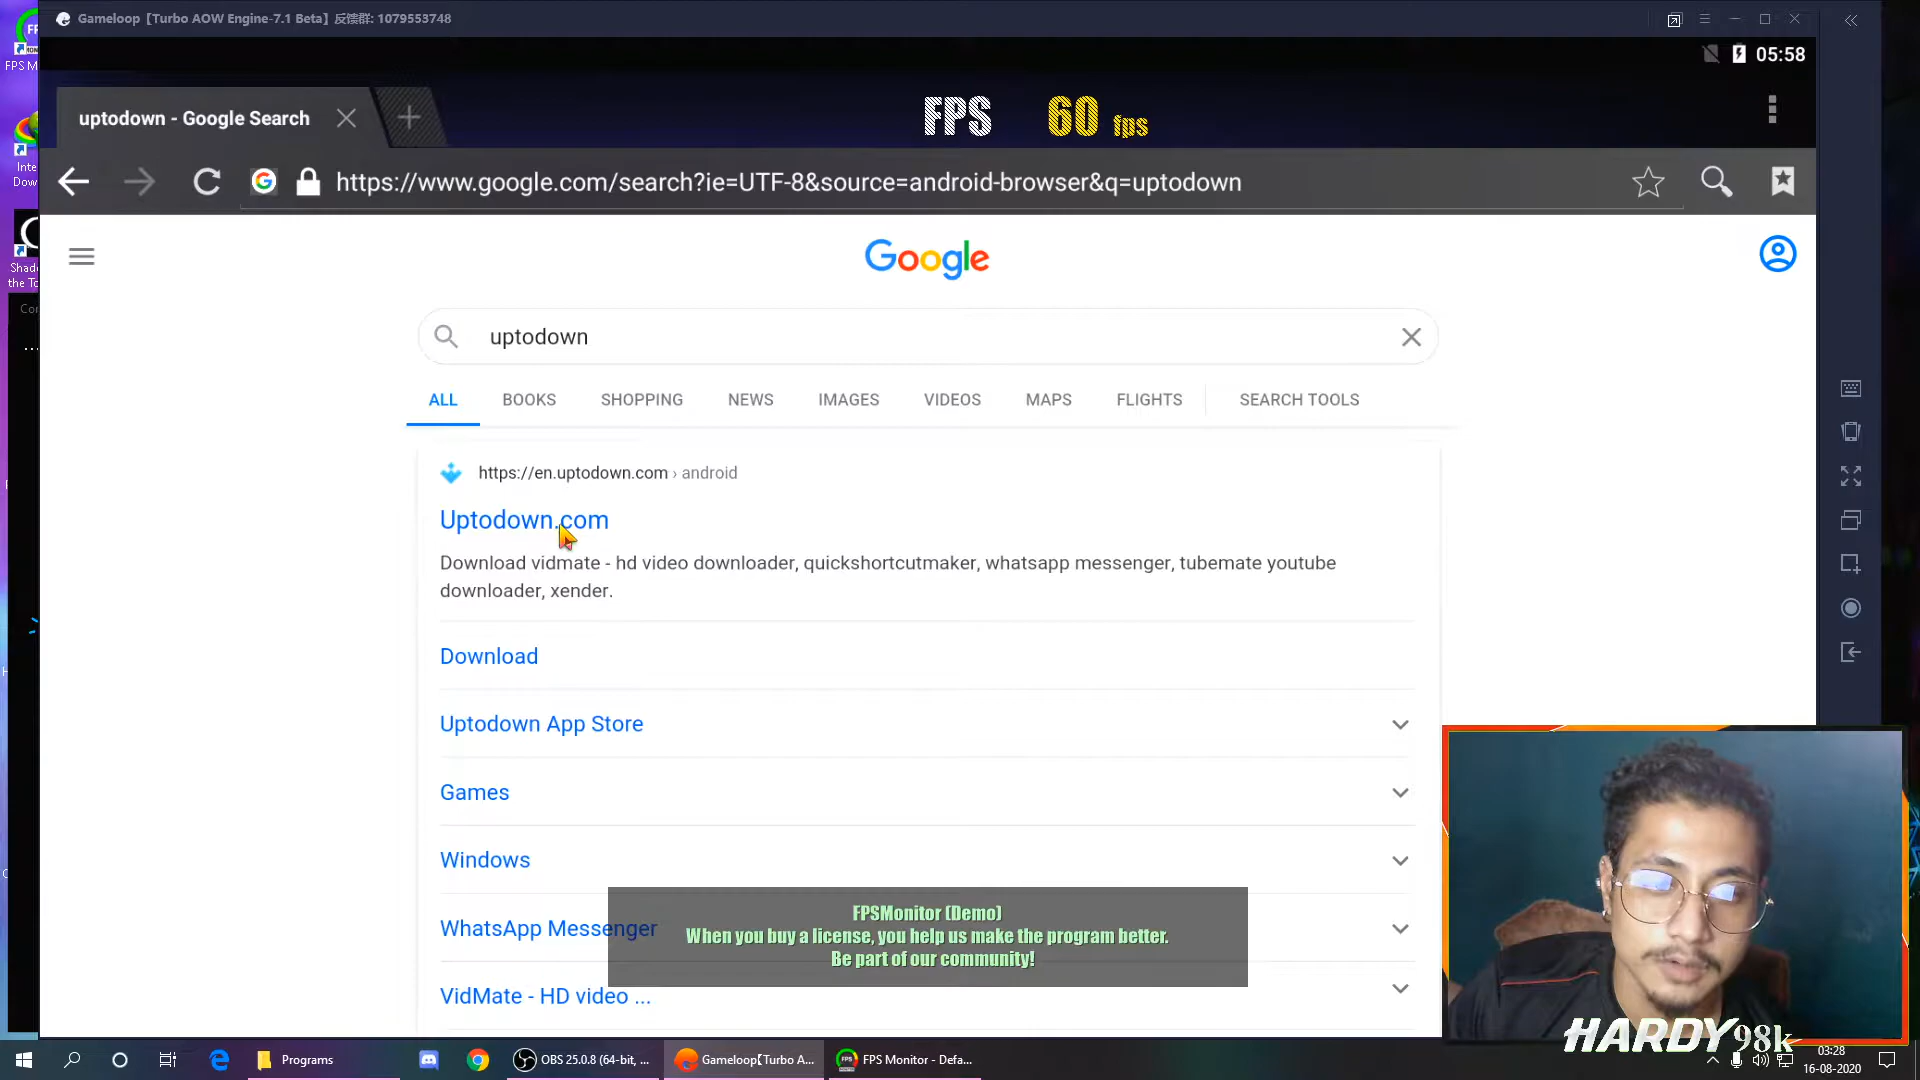 Gameloop【Turbo AOW Engine-7.1 Beta】反馈群: 1079553748
05:58
uptodown - Google Search
FPS 60 fps
https://www.google.com/search?ie=UTF-8&source=android-browser&q=uptodown
Google
uptodown
ALL BOOKS SHOPPING NEWS IMAGES VIDEOS MAPS FLIGHTS SEARCH TOOLS
https://en.uptodown.com › android
Uptodown.com
Download vidmate - hd video downloader, quickshortcutmaker, whatsapp messenger, tubemate youtube
downloader, xender.
Download
Uptodown App Store
Games
Windows
WhatsApp Messenger
VidMate - HD video ...
FPSMonitor (Demo)
When you buy a license, you help us make the program better.
Be part of our community!
HARDY98k
Programs
OBS 25.0.8 (64-bit, ...
Gameloop【Turbo A...
FPS Monitor - Defa...
03:28
16-08-2020